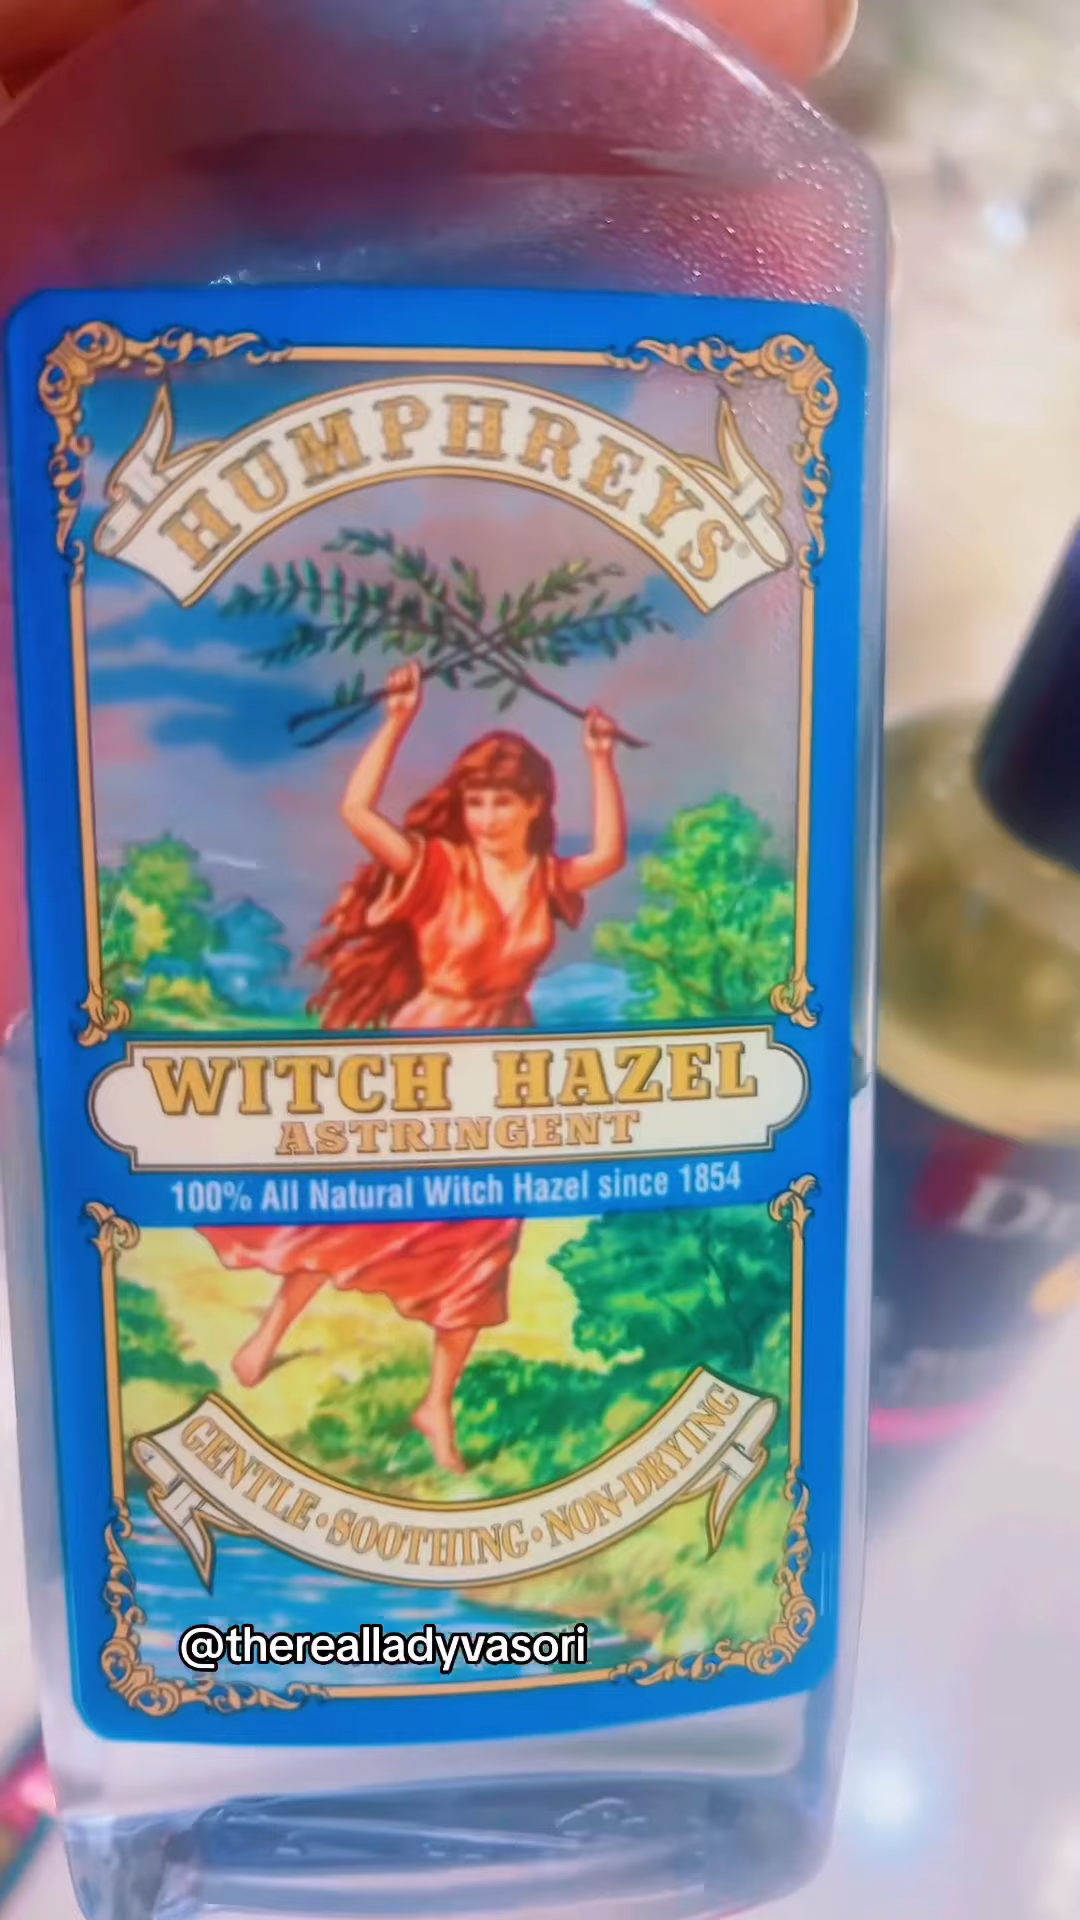 HUMPHREYS®
WITCH HAZEL
ASTRINGENT
100% All Natural Witch Hazel since 1854
GENTLE • SOOTHING • NON-DRYING
@therealladyvasori